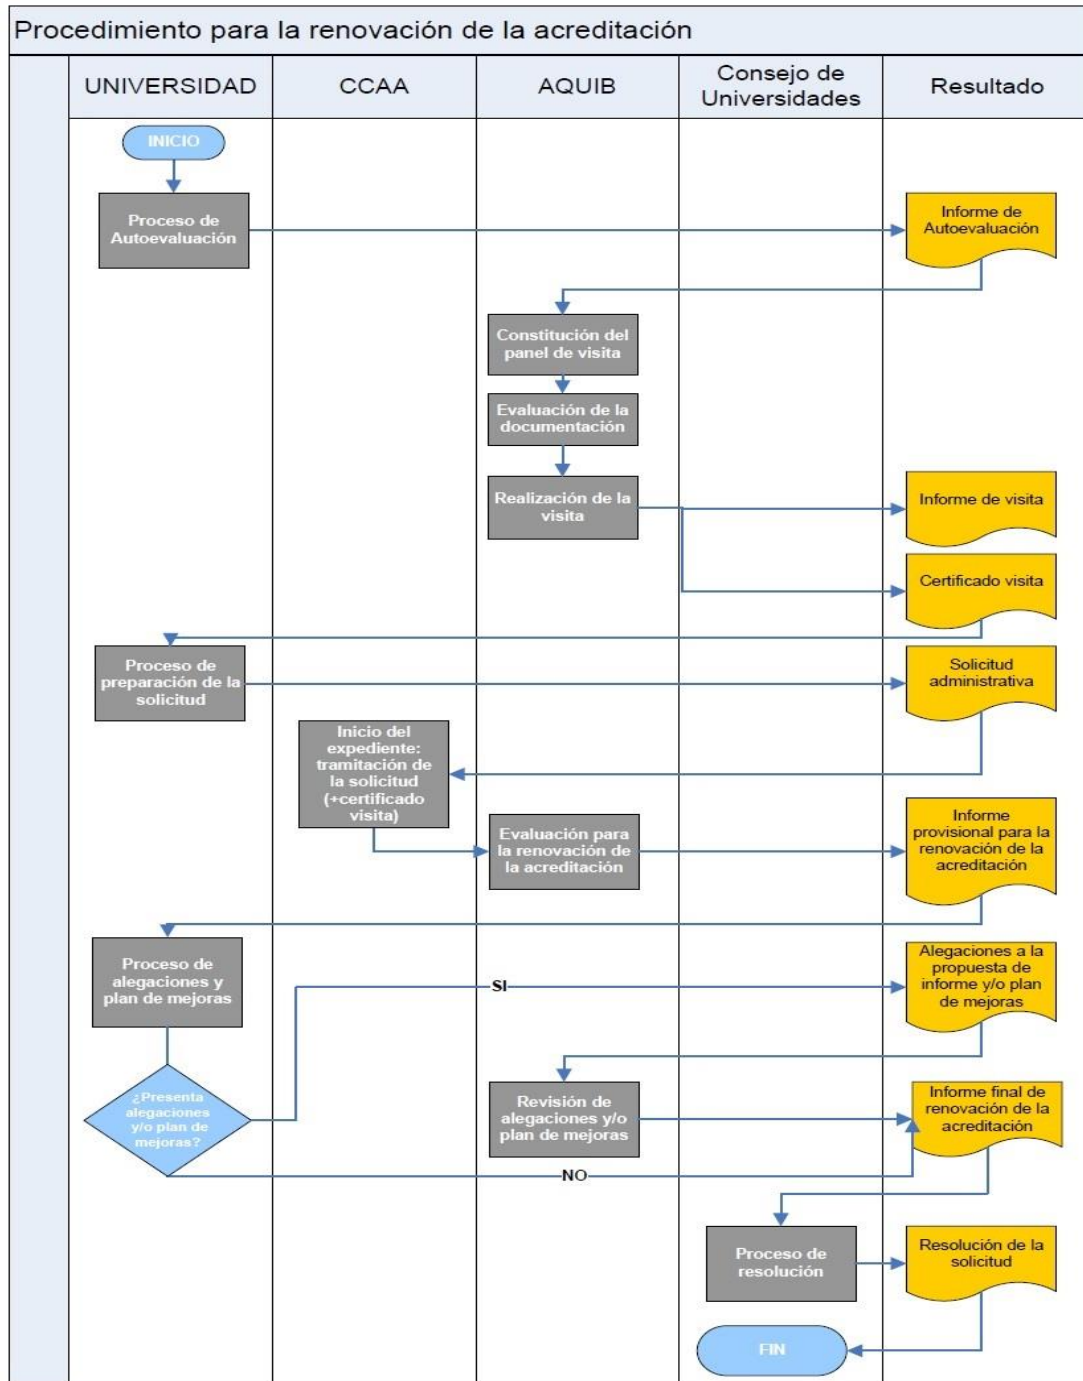 Procedimiento para la renovación de la acreditación
UNIVERSIDAD
CCAA
AQUIB
Consejo de
Universidades
Resultado
INICIO
Proceso de
Autoevaluación
Informe de
Autoevaluación
Constitución del
panel de visita
Evaluación de la
documentación
Realización de la
visita
Informe de visita
Certificado visita
Proceso de
preparación de la
solicitud
Solicitud
administrativa
Inicio del
expediente:
tramitación de
la solicitud
(+certificado
visita)
Evaluación para
la renovación de
la acreditación
Informe
provisional para la
renovación de la
acreditación
Proceso de
alegaciones y
plan de mejoras
SI
Alegaciones a la
propuesta de
informe y/o plan
de mejoras
¿Presenta
alegaciones
y/o plan de
mejoras?
Revisión de
alegaciones y/o
plan de mejoras
Informe final de
renovación de la
acreditación
NO
Proceso de
resolución
Resolución de la
solicitud
FIN